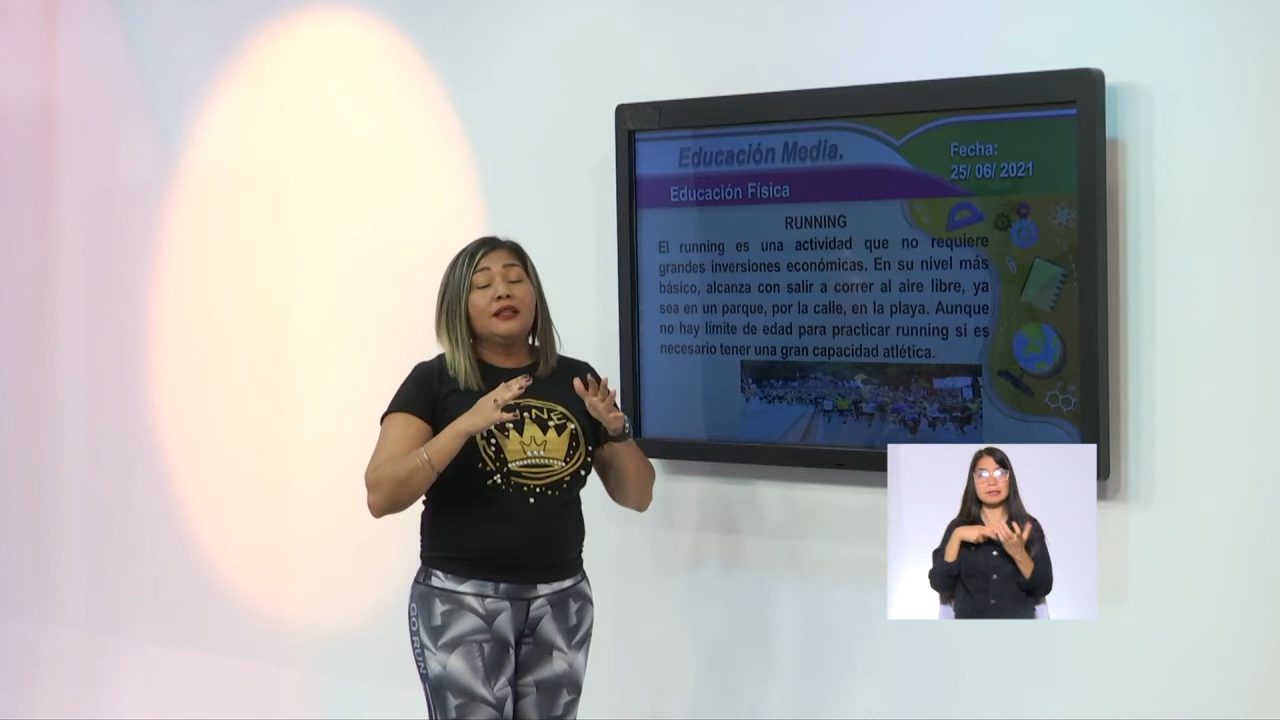 Educación Media.
Fecha:
25/ 06/ 2021
Educación Física
RUNNING
El running es una actividad que no requiere
grandes inversiones económicas. En su nivel más
básico, alcanza con salir a correr al aire libre, ya
sea en un parque, por la calle, en la playa. Aunque
no hay límite de edad para practicar running si es
necesario tener una gran capacidad atlética.
GO RUN